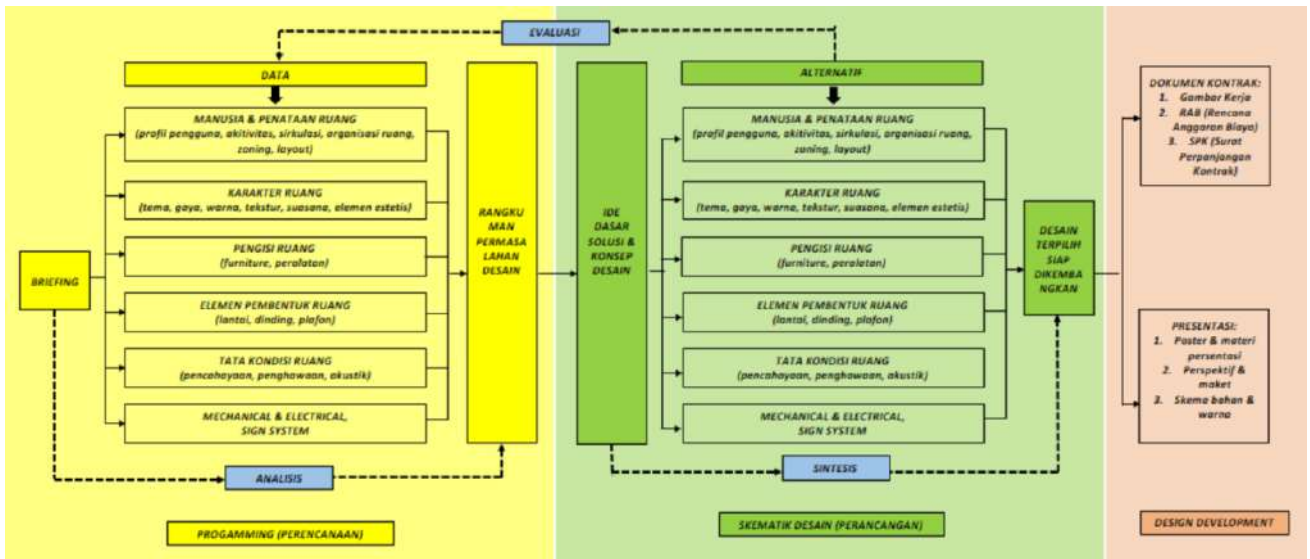 EVALUASI
DATA
MANUSIA & PENATAAN RUANG
(profil pengguna, akitivitas, sirkulasi, organisasi ruang,
zoning, layout)
KARAKTER RUANG
(tema, gaya, warna, tekstur, suasana, elemen estetis)
PENGISI RUANG
(furniture, peralatan)
BRIEFING
ELEMEN PEMBENTUK RUANG
(lantai, dinding, plafon)
TATA KONDISI RUANG
(pencahayaan, penghawaan, akustik)
MECHANICAL & ELECTRICAL,
SIGN SYSTEM
ANALISIS
RANGKU
MAN
PERMASA
LAHAN
DESAIN
PROGAMMING (PERENCANAAN)
IDE
DASAR
SOLUSI &
KONSEP
DESAIN
ALTERNATIF
MANUSIA & PENATAAN RUANG
(profil pengguna, akitivitas, sirkulasi, organisasi ruang,
zoning, layout)
KARAKTER RUANG
(tema, gaya, warna, tekstur, suasana, elemen estetis)
PENGISI RUANG
(furniture, peralatan)
ELEMEN PEMBENTUK RUANG
(lantai, dinding, plafon)
TATA KONDISI RUANG
(pencahayaan, penghawaan, akustik)
MECHANICAL & ELECTRICAL,
SIGN SYSTEM
SINTESIS
DESAIN
TERPILIH
SIAP
DIKEMBA
NGKAN
SKEMATIK DESAIN (PERANCANGAN)
DOKUMEN KONTRAK:
1. Gambar Kerja
2. RAB (Rencana
Anggaran Biaya)
3. SPK (Surat
Perpanjangan
Kontrak)
PRESENTASI:
1. Poster & materi
persentasi
2. Perspektif &
maket
3. Skema bahan &
warna
DESIGN DEVELOPMENT